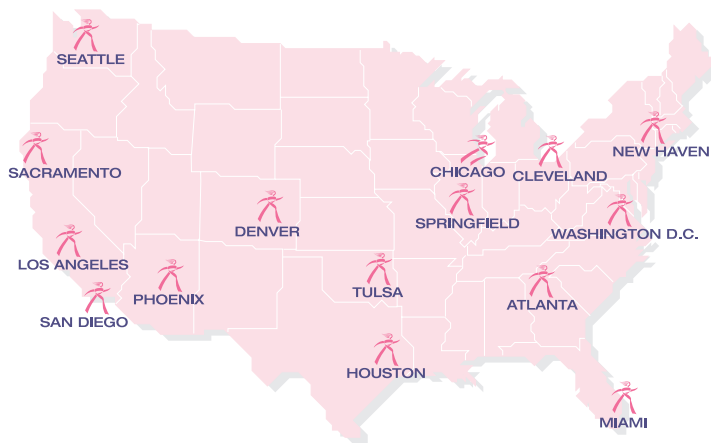 SEATTLE
NEW HAVEN
SACRAMENTO
CHICAGO
CLEVELAND
SPRINGFIELD
DENVER
WASHINGTON D.C.
LOS ANGELES
PHOENIX
TULSA
ATLANTA
SAN DIEGO
HOUSTON
MIAMI